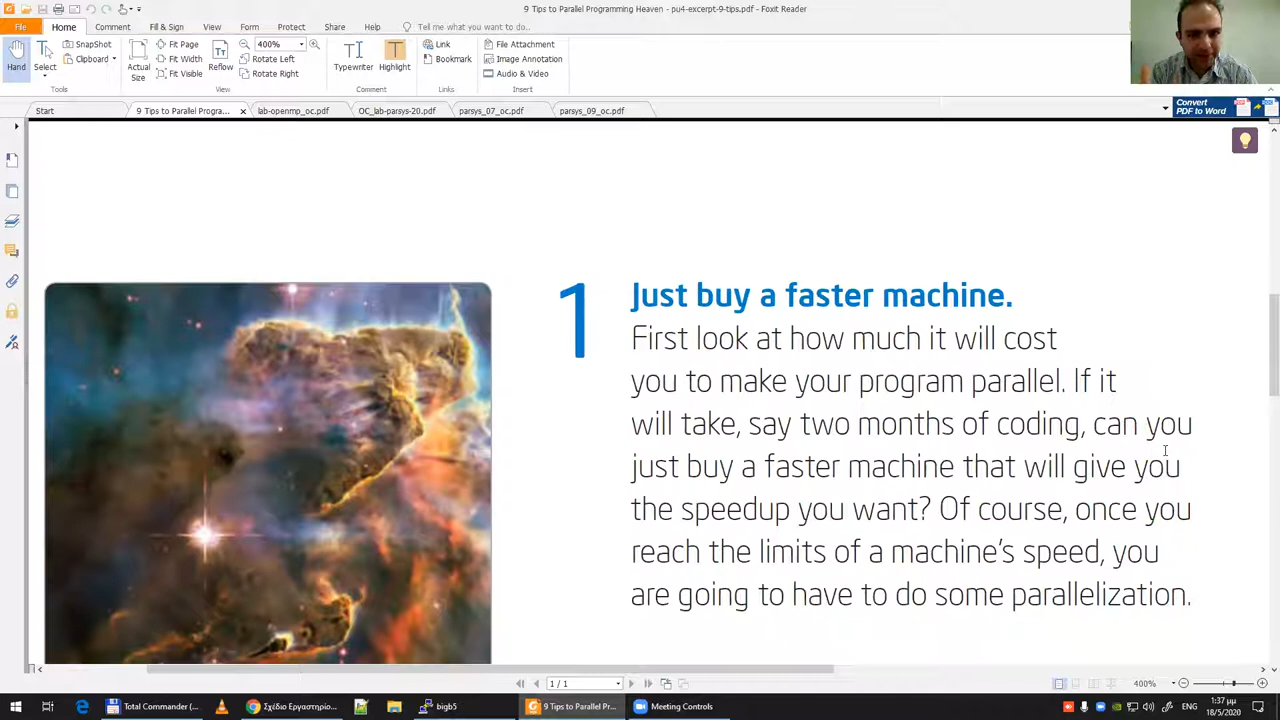 9 Tips to Parallel Programming Heaven - pu4-excerpt-9-tips.pdf - Foxit Reader
File
Home
Comment
View
Form
Protect
Share
Help
Tell me what you want to do...
Hand
Select
SnapShot
Clipboard
Actual Size
Reflow
Fit Page
Fit Width
Fit Visible
400%
Rotate Left
Rotate Right
Typewriter
Highlight
Link
Bookmark
File Attachment
Image Annotation
Audio & Video
Tools
View
Comment
Links
Insert
Start
9 Tips to Parallel Progra...
lab-openmp_oc.pdf
OC_lab-parsys-20.pdf
parsys_07_oc.pdf
parsys_09_oc.pdf
Convert
PDF to Word
1
Just buy a faster machine.
First look at how much it will cost
you to make your program parallel. If it
will take, say two months of coding, can you
just buy a faster machine that will give you
the speedup you want? Of course, once you
reach the limits of a machine's speed, you
are going to have to do some parallelization.
1 / 1
400%
Total Commander (...
Σχέδιο Εργαστηριο...
big5
9 Tips to Parallel Pr...
Meeting Controls
1:37 μμ
18/5/2020